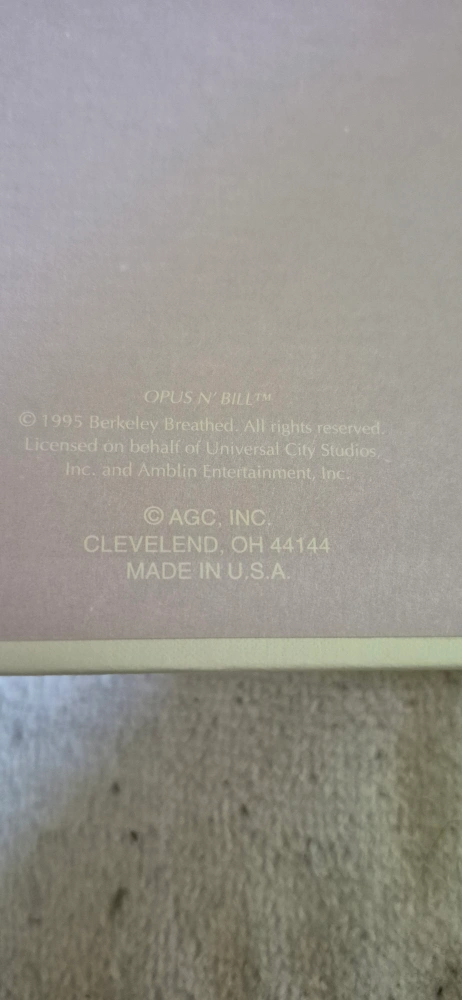 OPUS N' BILL™
© 1995 Berkeley Breathed. All rights reserved.
Licensed on behalf of Universal City Studios,
Inc. and Amblin Entertainment, Inc.
© AGC, INC.
CLEVELEND, OH 44144
MADE IN U.S.A.